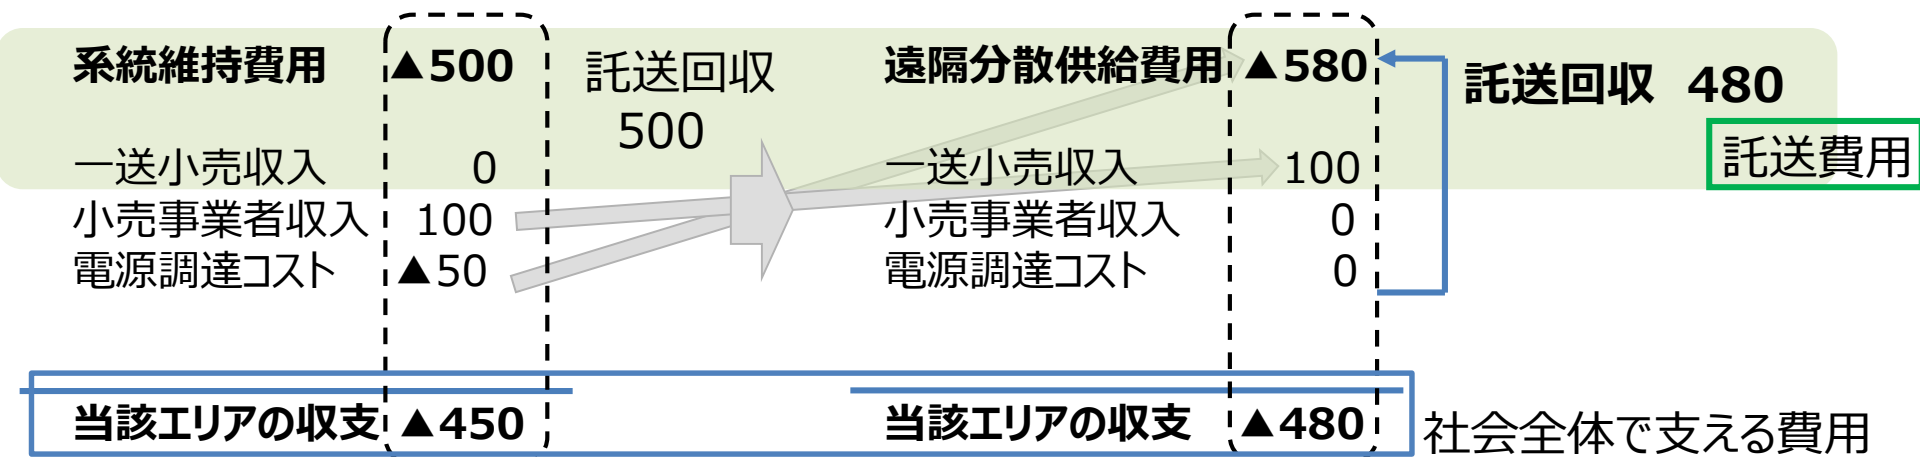 系統維持費用 ▲500
託送回収
500
一送小売収入 0
小売事業者収入 100
電源調達コスト ▲50
当該エリアの収支 ▲450
遠隔分散供給費用 ▲580
一送小売収入 100
小売事業者収入 0
電源調達コスト 0
当該エリアの収支 ▲480
託送回収 480
託送費用
社会全体で支える費用